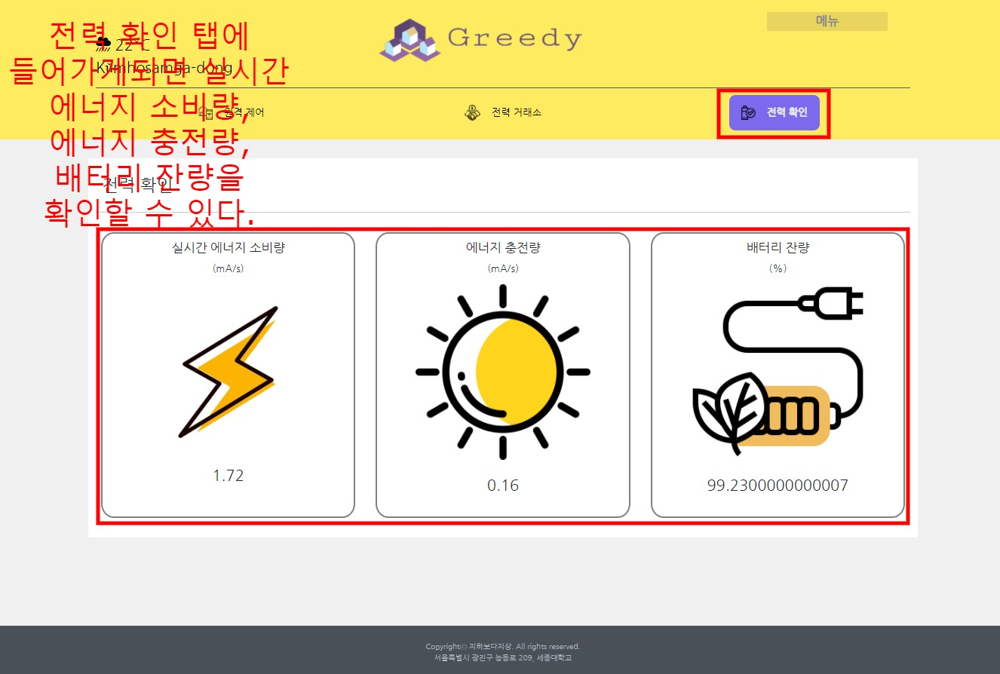 전력 확인 탭에
들어가게되면 실시간
에너지 소비량,
에너지 충전량,
배터리 잔량을
확인할 수 있다.
22°C
Kumhosamga-dong
Greedy
메뉴
원격 제어
전력 거래소
전력 확인
전력 확인
실시간 에너지 소비량
(mA/s)
1.72
에너지 충전량
(mA/s)
0.16
배터리 잔량
(%)
99.2300000000007
Copyrightⓒ 지하보다지상. All rights reserved.
서울특별시 광진구 능동로 209, 세종대학교